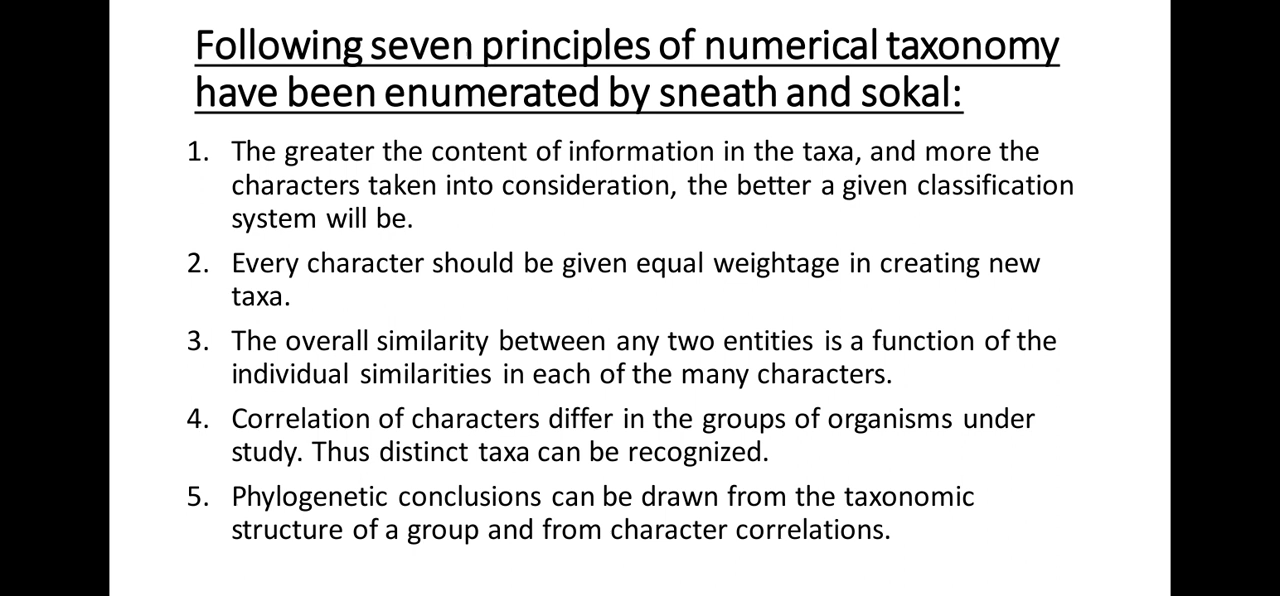 Following seven principles of numerical taxonomy
have been enumerated by sneath and sokal:
1. The greater the content of information in the taxa, and more the
characters taken into consideration, the better a given classification
system will be.
2. Every character should be given equal weightage in creating new
taxa.
3. The overall similarity between any two entities is a function of the
individual similarities in each of the many characters.
4. Correlation of characters differ in the groups of organisms under
study. Thus distinct taxa can be recognized.
5. Phylogenetic conclusions can be drawn from the taxonomic
structure of a group and from character correlations.